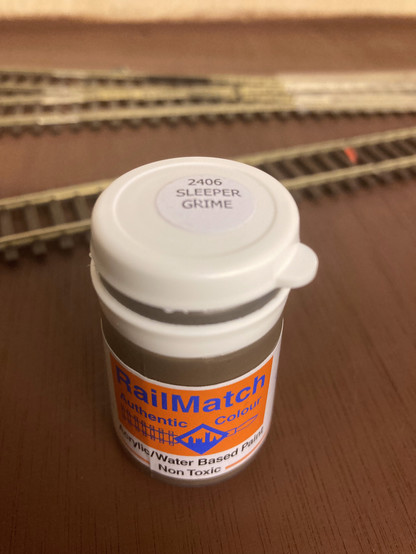 2406
SLEEPER
GRIME
RailMatch
Authentic Colour
Acrylic/Water Based Paint
Non Toxic